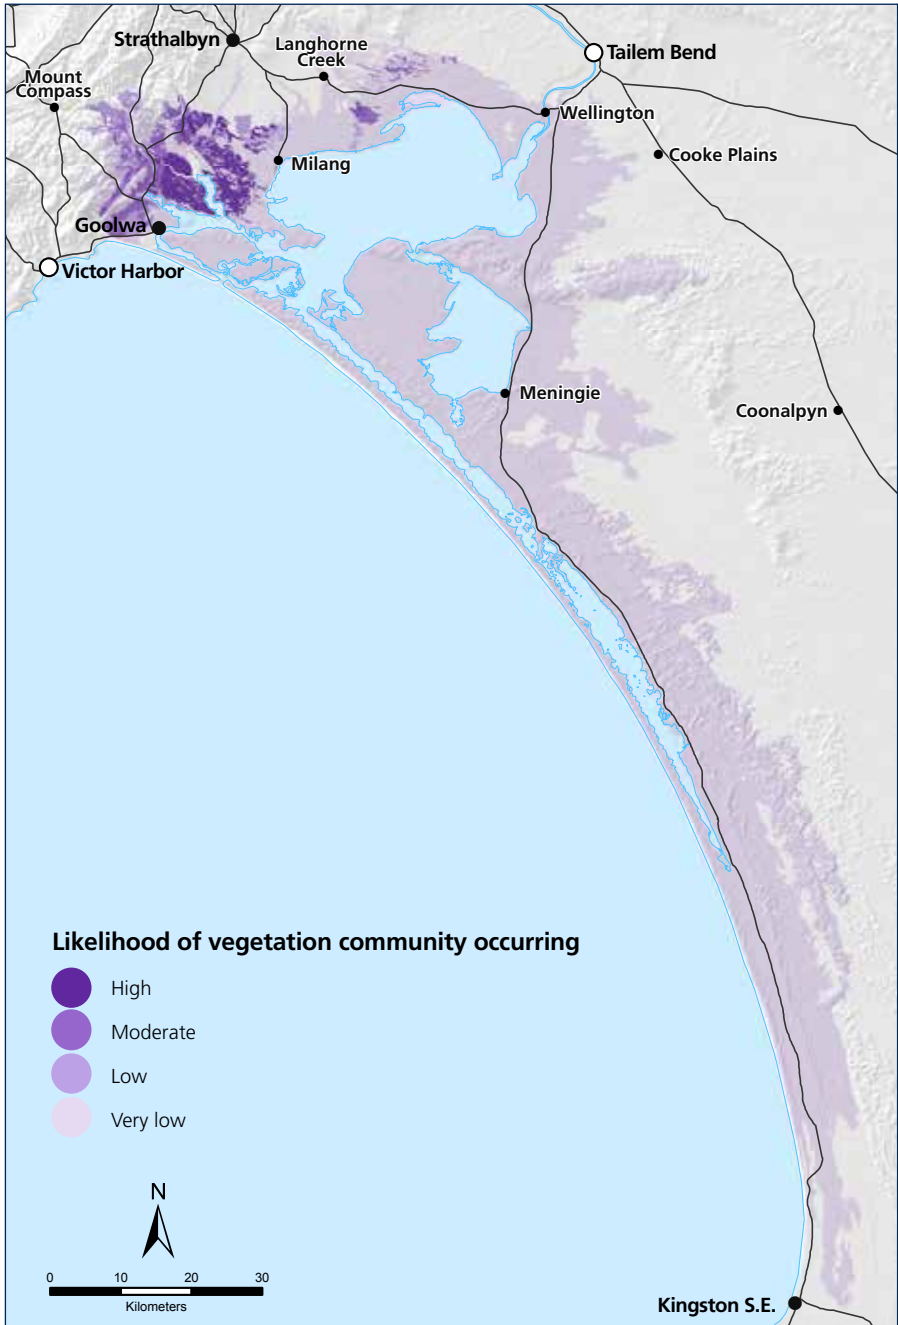 Strathalbyn
Langhorne
Creek
Tailem Bend
Mount
Compass
Wellington
Milang
Cooke Plains
Goolwa
Victor Harbor
Meningie
Coonalpyn
Likelihood of vegetation community occurring
High
Moderate
Low
Very low
N
0 10 20 30
Kilometers
Kingston S.E.